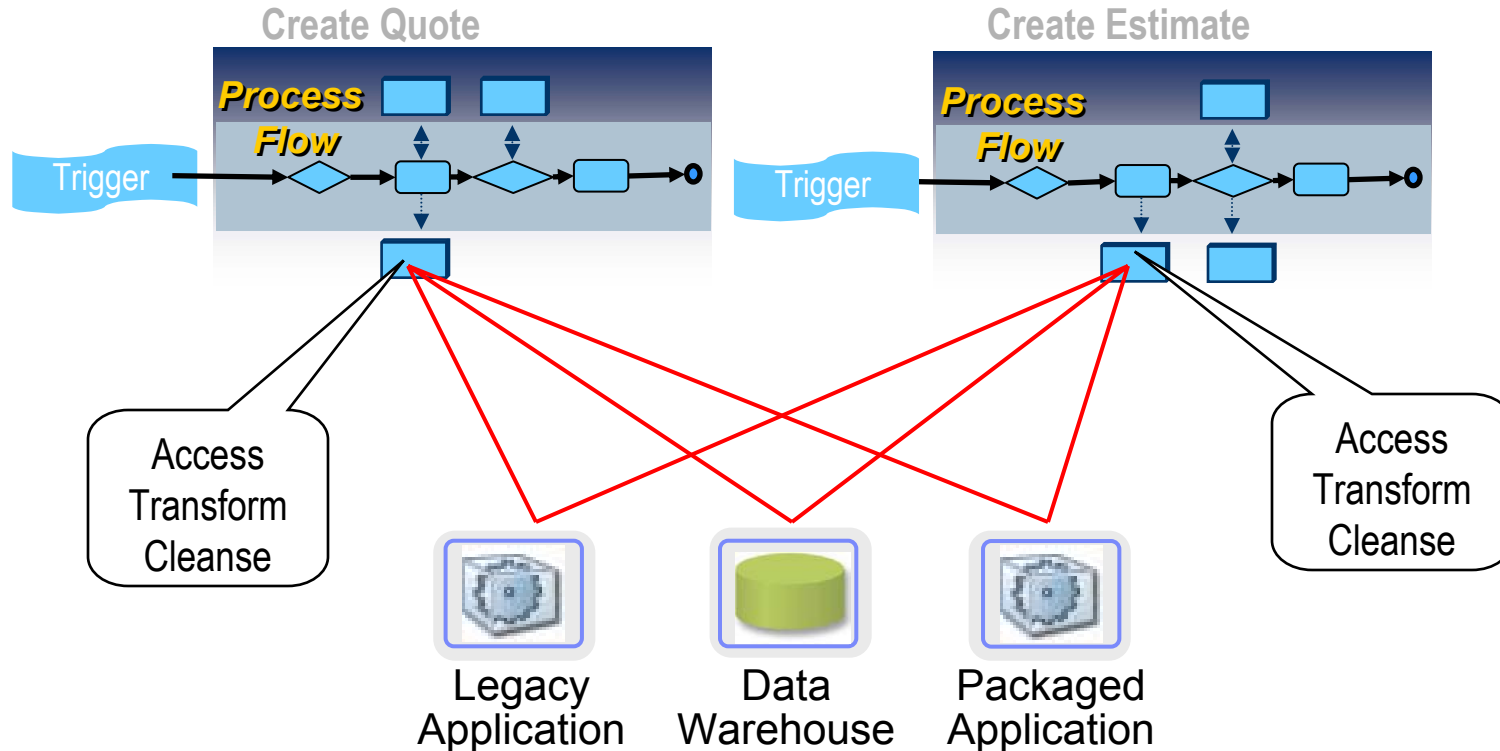 Create Quote
Process
Flow
Trigger
Create Estimate
Process
Flow
Trigger
Access
Transform
Cleanse
Access
Transform
Cleanse
Legacy
Application
Data
Warehouse
Packaged
Application